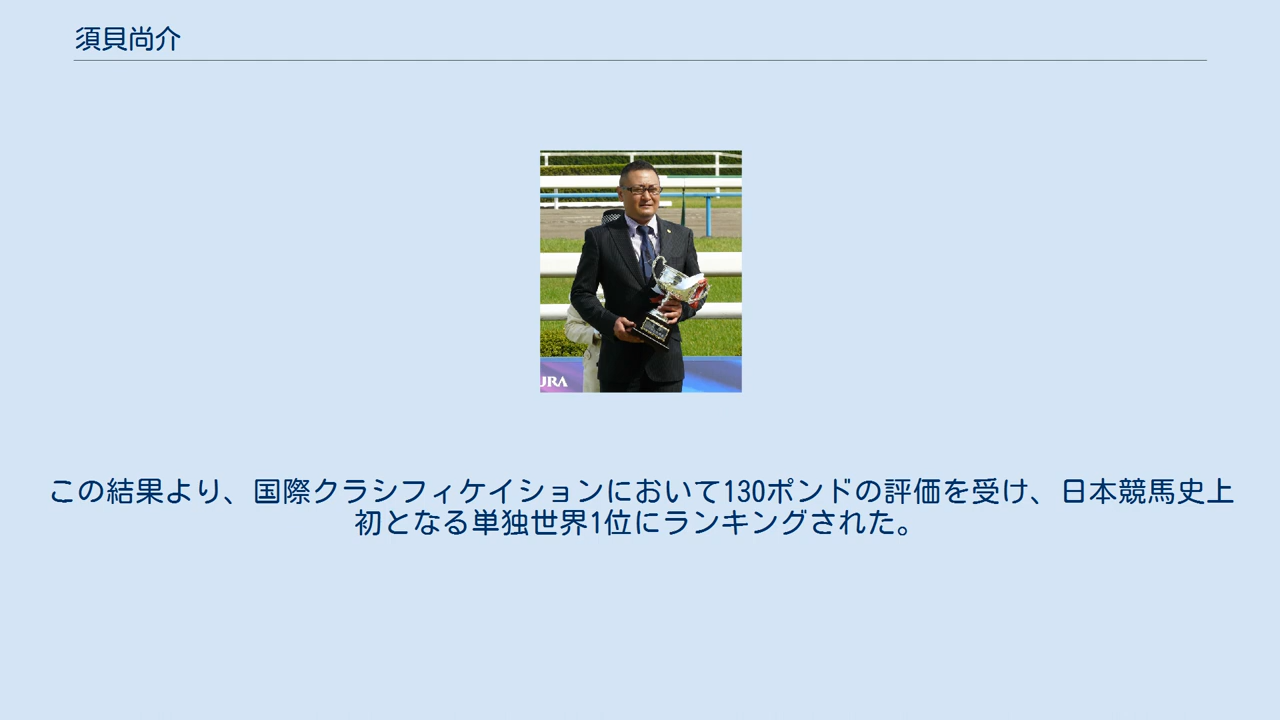 須貝尚介
URA
この結果より、国際クラシフィケイションにおいて130ポンドの評価を受け、日本競馬史上
初となる単独世界1位にランキングされた。